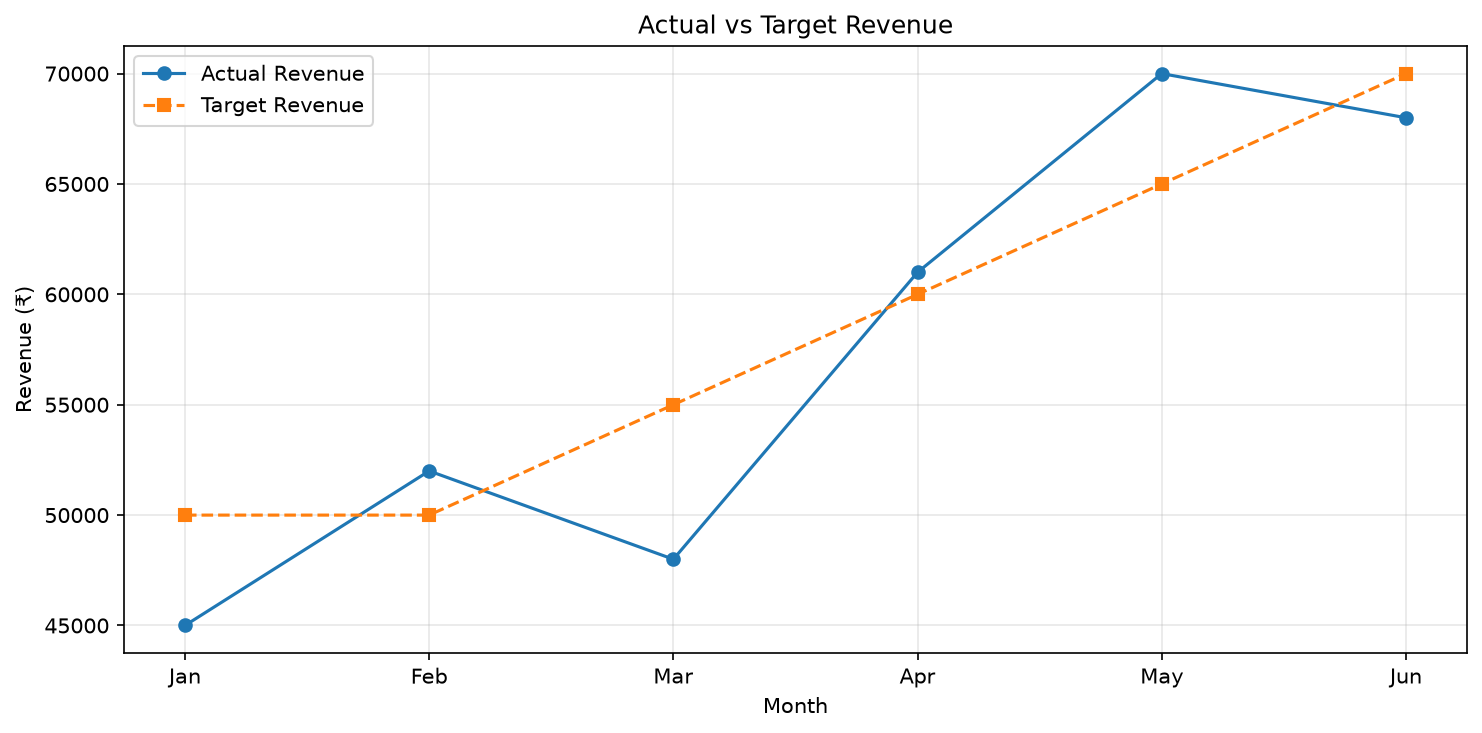 Actual vs Target Revenue
Actual Revenue
Target Revenue
70000
65000
60000
55000
50000
45000
Revenue (₹)
Jan Feb Mar Apr May Jun
Month